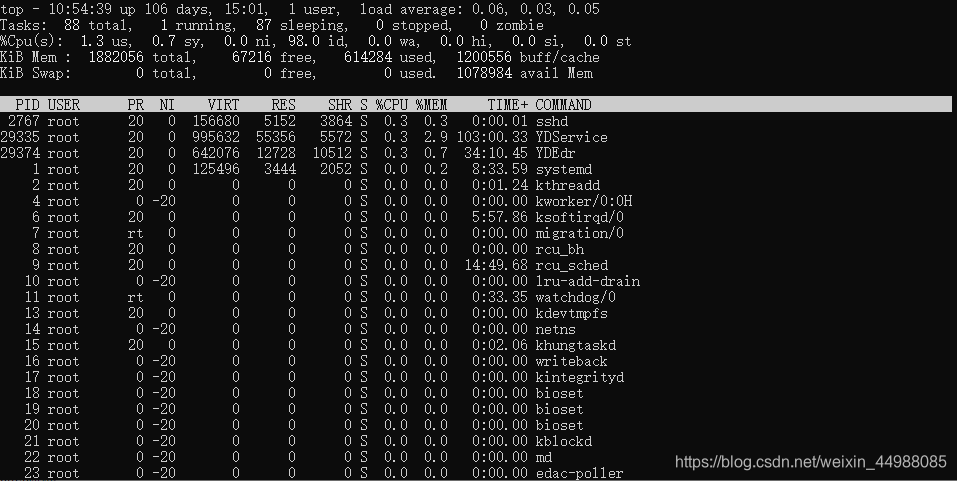 top - 10:54:39 up 106 days, 15:01,  1 user,  load average: 0.06, 0.03, 0.05
Tasks:  88 total,   1 running,  87 sleeping,   0 stopped,   0 zombie
%Cpu(s):  1.3 us,  0.7 sy,  0.0 ni, 98.0 id,  0.0 wa,  0.0 hi,  0.0 si,  0.0 st
KiB Mem :  1882056 total,    67216 free,   614284 used,  1200556 buff/cache
KiB Swap:        0 total,        0 free,        0 used.  1078984 avail Mem
PID USER      PR  NI    VIRT    RES    SHR S %CPU %MEM     TIME+ COMMAND
2767 root      20   0  156680   5152   3864 S  0.3  0.3   0:00.01 sshd
29335 root      20   0  995632  55356   5572 S  0.3  2.9 103:00.33 YDService
29374 root      20   0  642076  12728  10512 S  0.3  0.7  34:10.45 YDEdr
1 root      20   0  125496   3444   2052 S  0.0  0.2   8:33.59 systemd
2 root      20   0       0      0      0 S  0.0  0.0   0:01.24 kthreadd
4 root       0 -20       0      0      0 S  0.0  0.0   0:00.00 kworker/0:0H
6 root      20   0       0      0      0 S  0.0  0.0   5:57.86 ksoftirqd/0
7 root      rt   0       0      0      0 S  0.0  0.0   0:00.00 migration/0
8 root      20   0       0      0      0 S  0.0  0.0   0:00.00 rcu_bh
9 root      20   0       0      0      0 S  0.0  0.0  14:49.68 rcu_sched
10 root       0 -20       0      0      0 S  0.0  0.0   0:00.00 lru-add-drain
11 root      rt   0       0      0      0 S  0.0  0.0   0:33.35 watchdog/0
13 root      20   0       0      0      0 S  0.0  0.0   0:00.00 kdevtmpfs
14 root       0 -20       0      0      0 S  0.0  0.0   0:00.00 netns
15 root      20   0       0      0      0 S  0.0  0.0   0:02.06 khungtaskd
16 root       0 -20       0      0      0 S  0.0  0.0   0:00.00 writeback
17 root       0 -20       0      0      0 S  0.0  0.0   0:00.00 kintegrityd
18 root       0 -20       0      0      0 S  0.0  0.0   0:00.00 bioset
19 root       0 -20       0      0      0 S  0.0  0.0   0:00.00 bioset
20 root       0 -20       0      0      0 S  0.0  0.0   0:00.00 bioset
21 root       0 -20       0      0      0 S  0.0  0.0   0:00.00 kblockd
22 root       0 -20       0      0      0 S  0.0  0.0   0:00.00 md
23 root       0 -20       0      0      0 S  0.0  0.0   0:00.00 edac-poller
https://blog.csdn.net/weixin_44988085